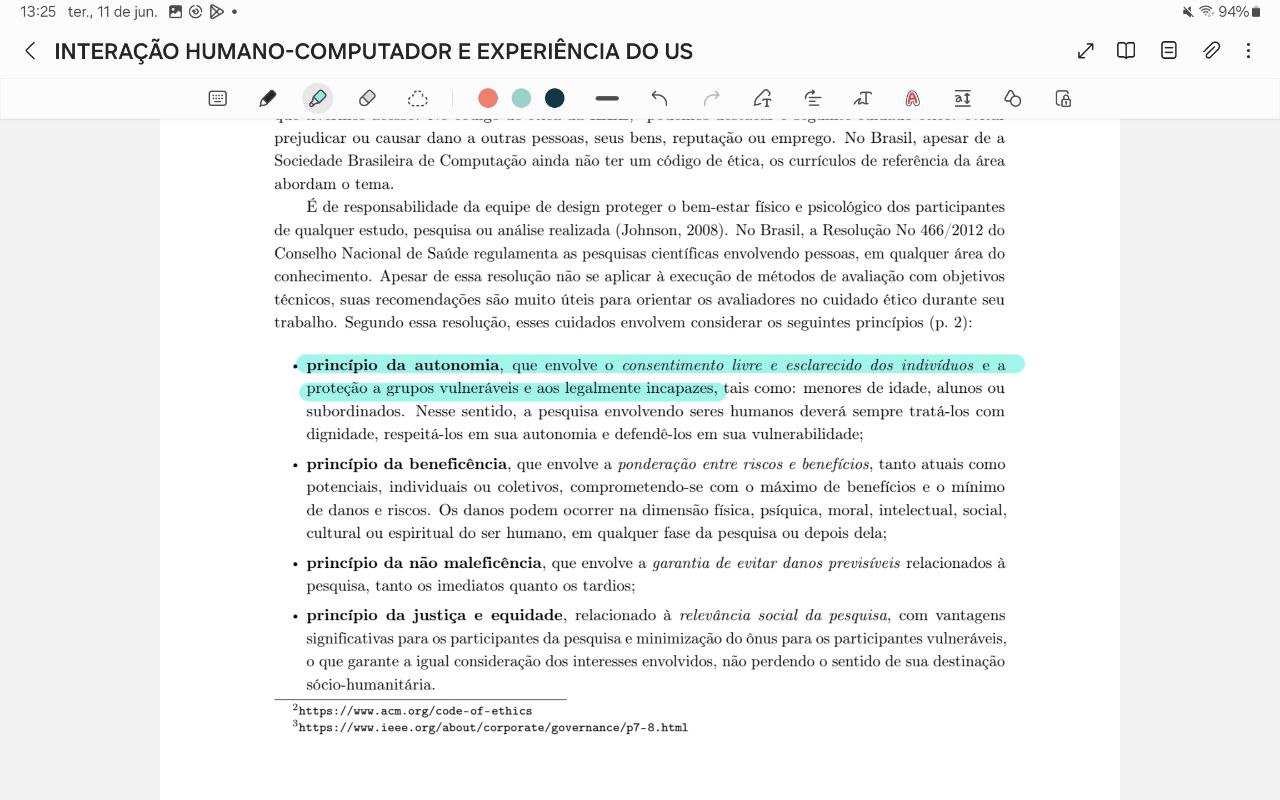 13:25 ter., 11 de jun.
94%
INTERAÇÃO HUMANO-COMPUTADOR E EXPERIÊNCIA DO US
prejudicar ou causar dano a outras pessoas, seus bens, reputação ou emprego. No Brasil, apesar de a
Sociedade Brasileira de Computação ainda não ter um código de ética, os currículos de referência da área
abordam o tema.
É de responsabilidade da equipe de design proteger o bem-estar físico e psicológico dos participantes
de qualquer estudo, pesquisa ou análise realizada (Johnson, 2008). No Brasil, a Resolução No 466/2012 do
Conselho Nacional de Saúde regulamenta as pesquisas científicas envolvendo pessoas, em qualquer área do
conhecimento. Apesar de essa resolução não se aplicar à execução de métodos de avaliação com objetivos
técnicos, suas recomendações são muito úteis para orientar os avaliadores no cuidado ético durante seu
trabalho. Segundo essa resolução, esses cuidados envolvem considerar os seguintes princípios (p. 2):
• princípio da autonomia, que envolve o consentimento livre e esclarecido dos indivíduos e a
proteção a grupos vulneráveis e aos legalmente incapazes, tais como: menores de idade, alunos ou
subordinados. Nesse sentido, a pesquisa envolvendo seres humanos deverá sempre tratá-los com
dignidade, respeitá-los em sua autonomia e defendê-los em sua vulnerabilidade;
• princípio da beneficência, que envolve a ponderação entre riscos e benefícios, tanto atuais como
potenciais, individuais ou coletivos, comprometendo-se com o máximo de benefícios e o mínimo
de danos e riscos. Os danos podem ocorrer na dimensão física, psíquica, moral, intelectual, social,
cultural ou espiritual do ser humano, em qualquer fase da pesquisa ou depois dela;
• princípio da não maleficência, que envolve a garantia de evitar danos previsíveis relacionados à
pesquisa, tanto os imediatos quanto os tardios;
• princípio da justiça e equidade, relacionado à relevância social da pesquisa, com vantagens
significativas para os participantes da pesquisa e minimização do ônus para os participantes vulneráveis,
o que garante a igual consideração dos interesses envolvidos, não perdendo o sentido de sua destinação
sócio-humanitária.
2https://www.acm.org/code-of-ethics
3https://www.ieee.org/about/corporate/governance/p7-8.html